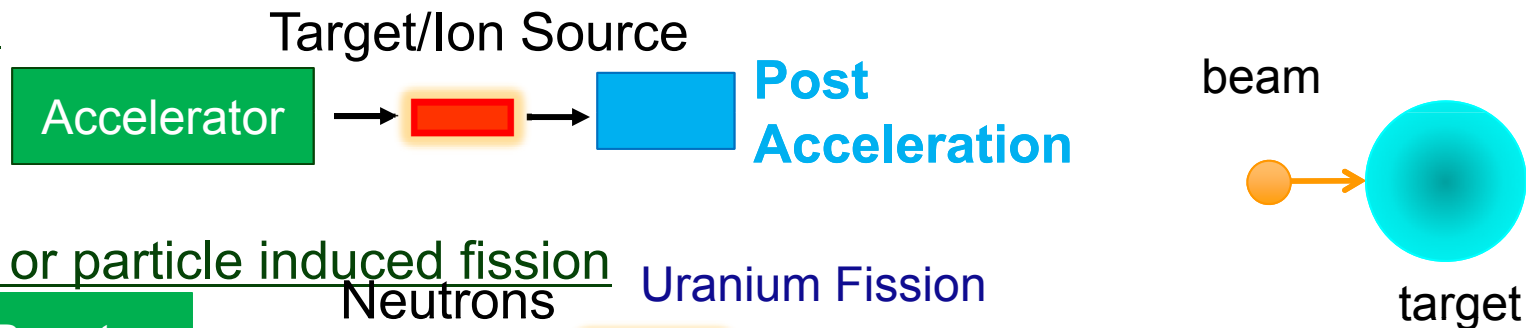 Target/Ion Source
Accelerator
Post
Acceleration
beam
or particle induced fission
Neutrons
Uranium Fission
target